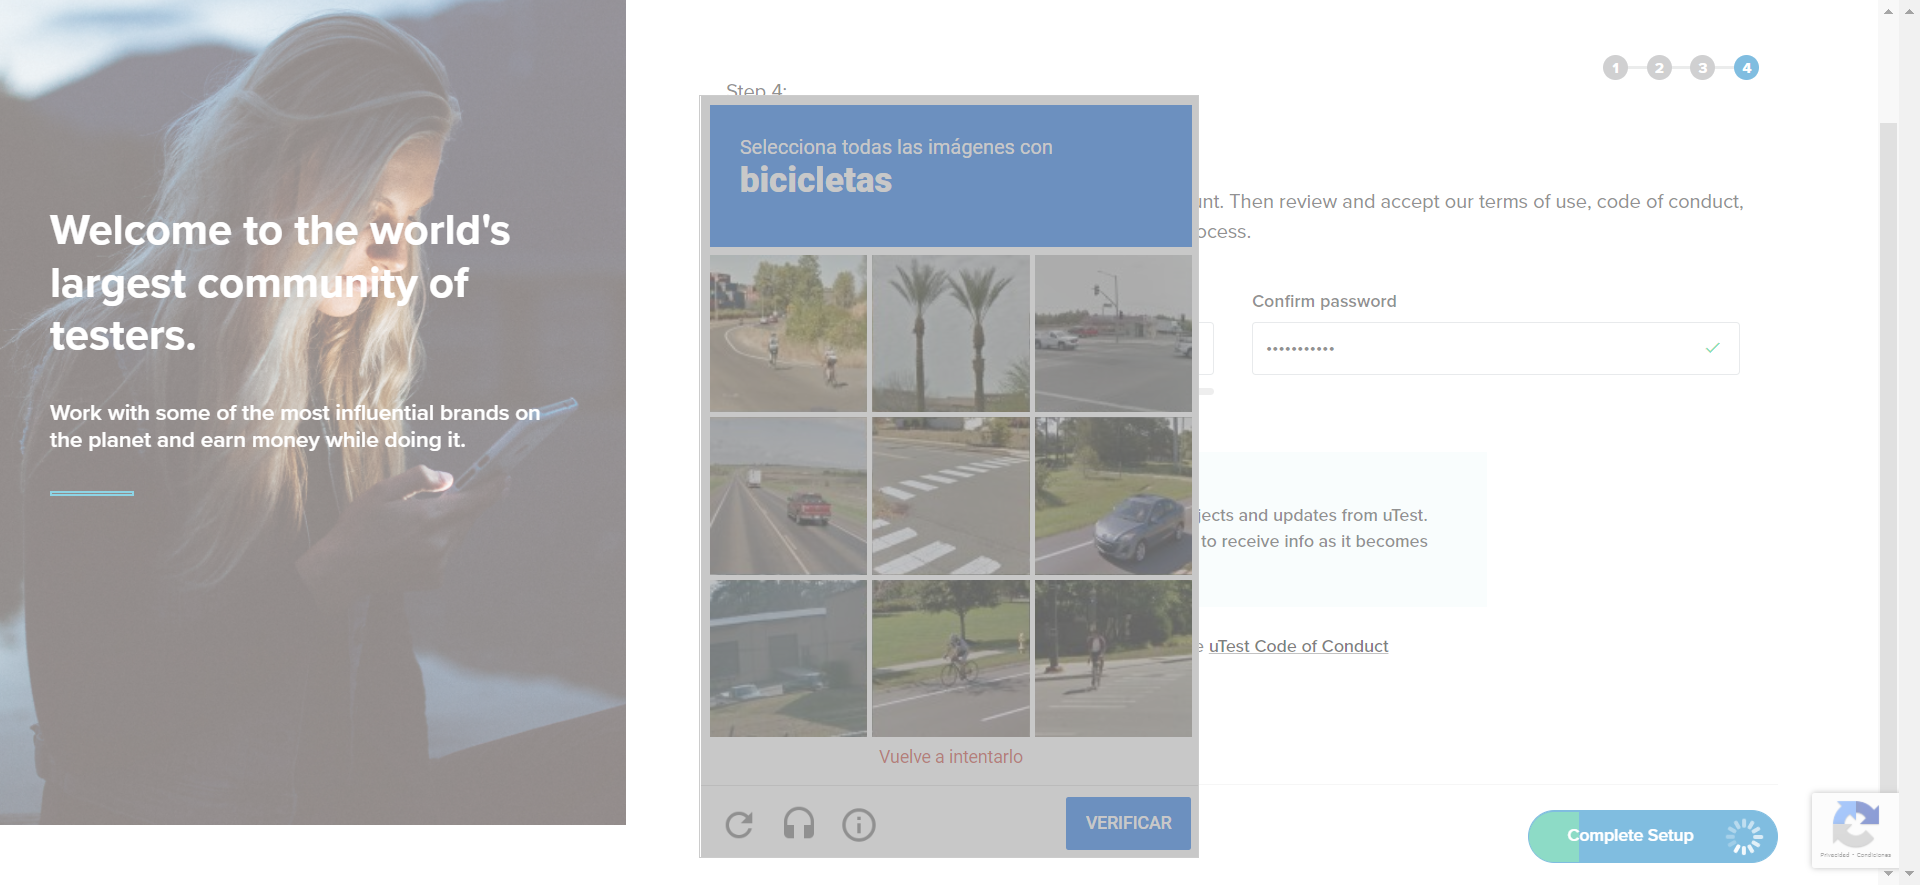 Welcome to the world's
largest community of
testers.
Work with some of the most influential brands on
the planet and earn money while doing it.
1 2 3 4
Step 4:
unt. Then review and accept our terms of use, code of conduct,
ocess.
Confirm password
•••••••••••
jects and updates from uTest.
to receive info as it becomes
e uTest Code of Conduct
Selecciona todas las imágenes con
bicicletas
Vuelve a intentarlo
VERIFICAR
Complete Setup
Privacidad - Condiciones